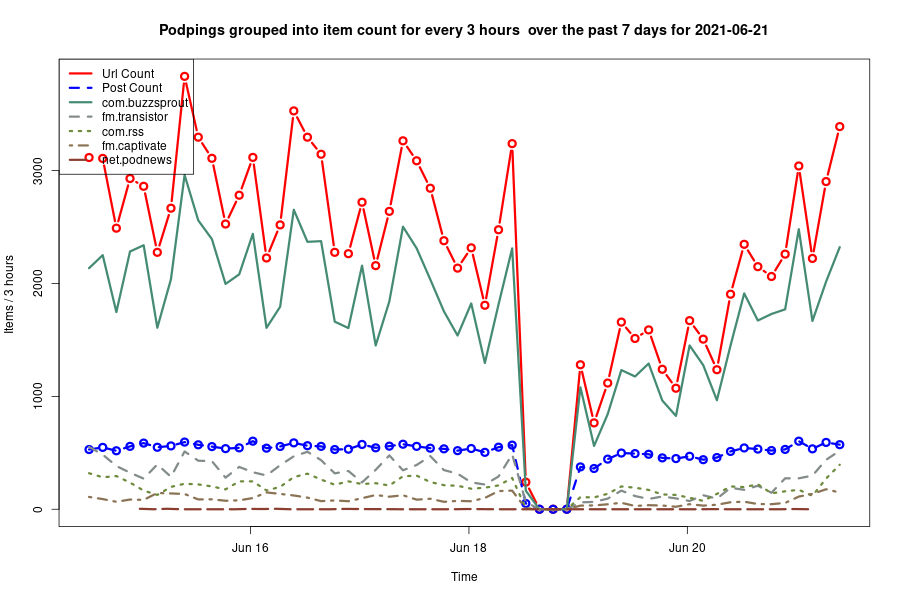 Podpings grouped into item count for every 3 hours  over the past 7 days for 2021-06-21
Url Count
Post Count
com.buzzsprout
fm.transistor
com.rss
fm.captivate
net.podnews
Items / 3 hours
3000
2000
1000
0
Jun 16
Jun 18
Jun 20
Time